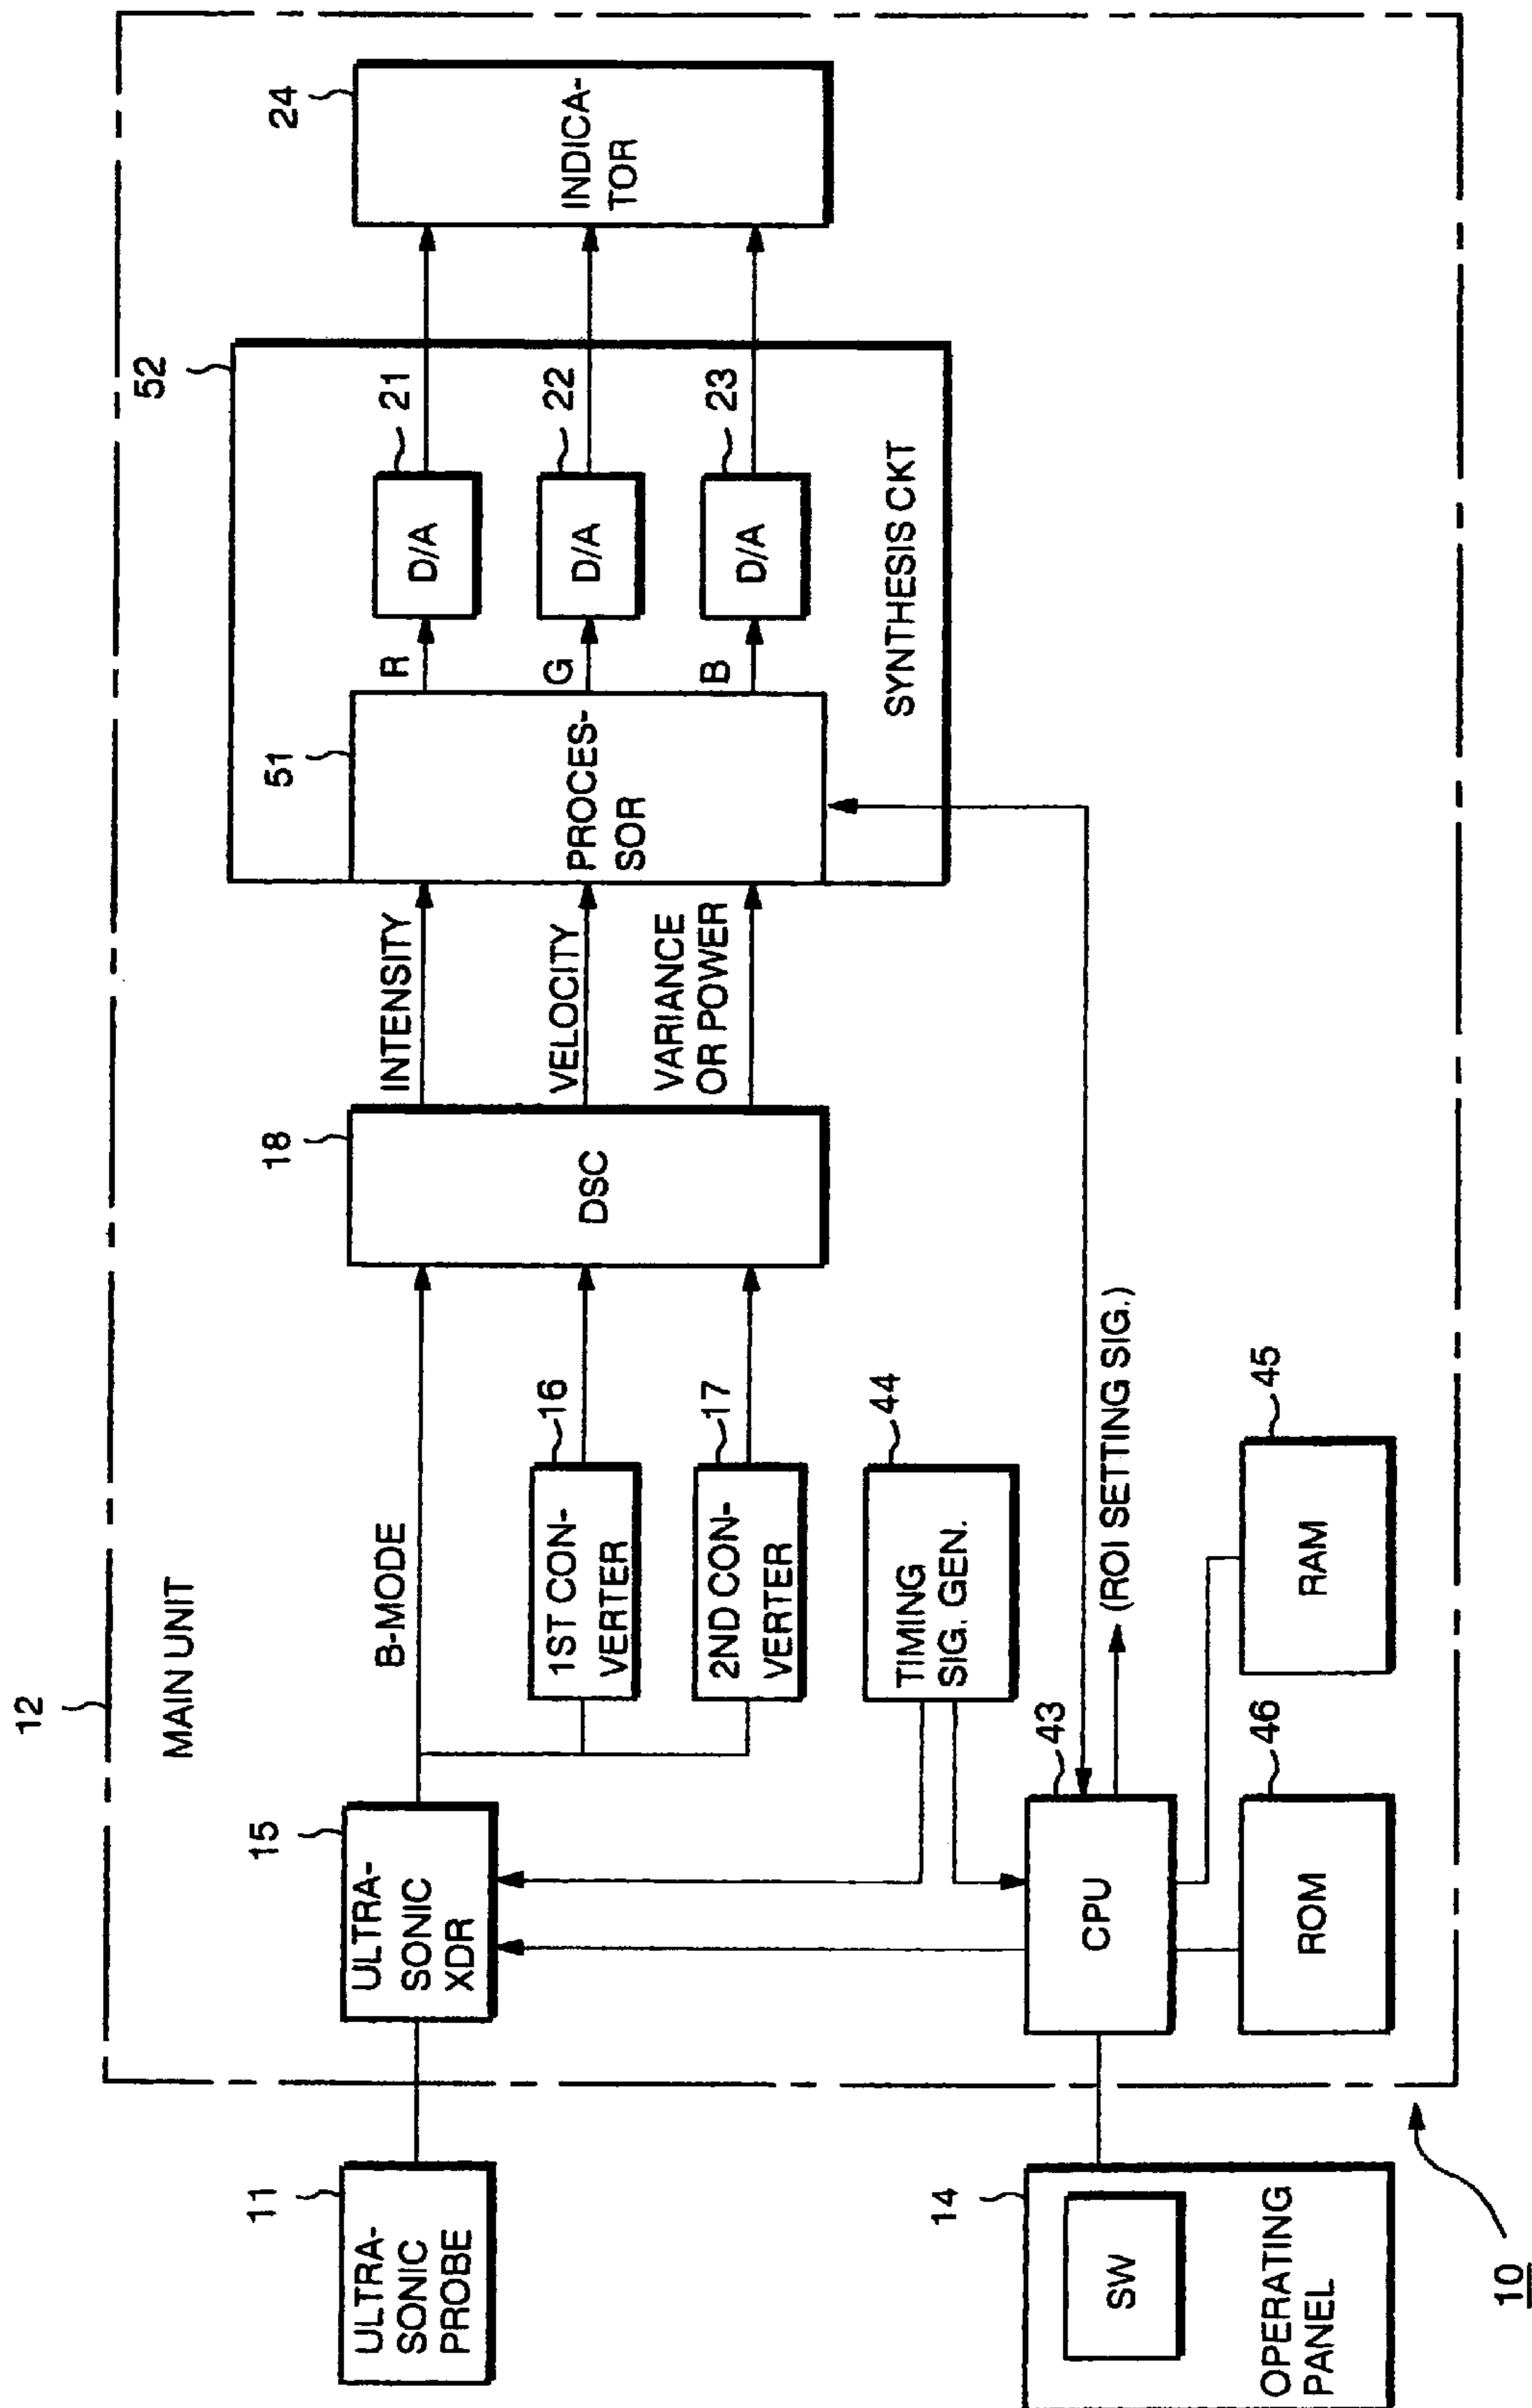 12
MAIN UNIT
11
ULTRA-
SONIC
PROBE
15
ULTRA-
SONIC
XDR
B-MODE
16
1ST CON-
VERTER
17
2ND CON-
VERTER
44
TIMING
SIG. GEN.
18
DSC
INTENSITY
VELOCITY
VARIANCE
OR POWER
52
51
PROCES-
SOR
R
G
B
21
D/A
22
D/A
23
D/A
SYNTHESIS CKT
24
INDICA-
TOR
14
SW
OPERATING
PANEL
43
CPU
(ROI SETTING SIG.)
46
ROM
45
RAM
10